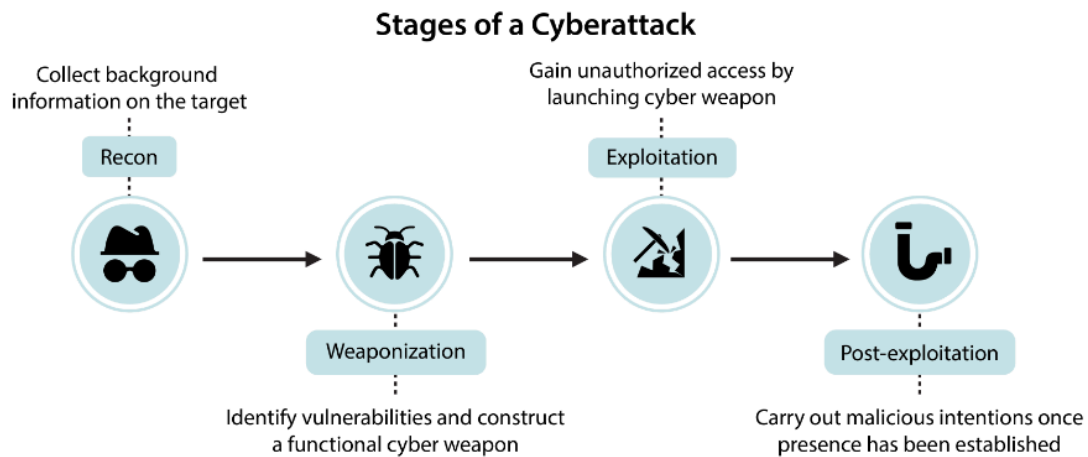 Stages of a Cyberattack
Collect background
information on the target
Recon
Weaponization
Identify vulnerabilities and construct
a functional cyber weapon
Gain unauthorized access by
launching cyber weapon
Exploitation
Post-exploitation
Carry out malicious intentions once
presence has been established